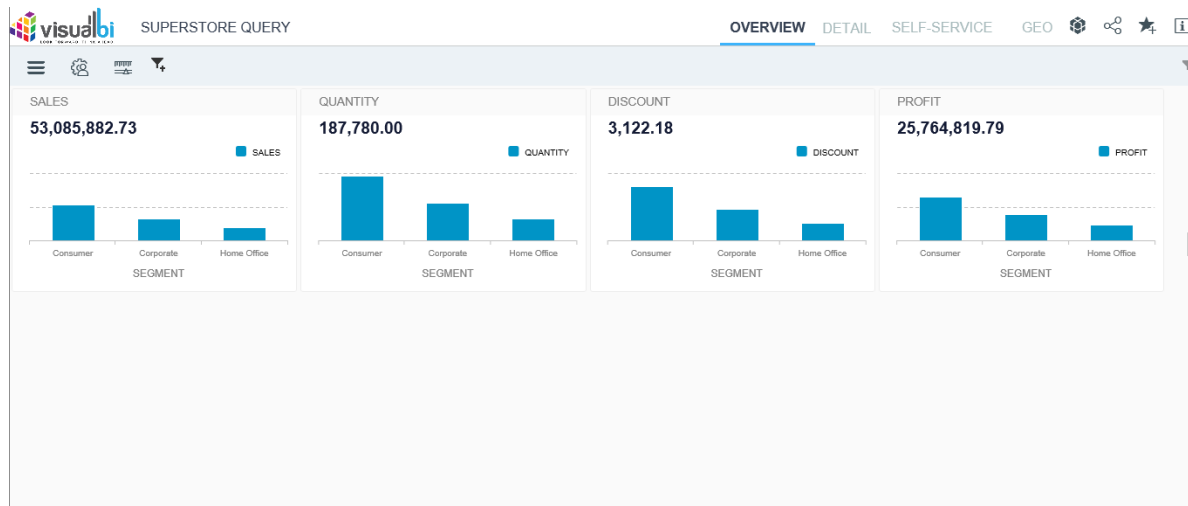 visualbi
SUPERSTORE QUERY
OVERVIEW
DETAIL
SELF-SERVICE
GEO
SALES
53,085,882.73
SALES
Consumer
Corporate
Home Office
SEGMENT
QUANTITY
187,780.00
QUANTITY
Consumer
Corporate
Home Office
SEGMENT
DISCOUNT
3,122.18
DISCOUNT
Consumer
Corporate
Home Office
SEGMENT
PROFIT
25,764,819.79
PROFIT
Consumer
Corporate
Home Office
SEGMENT